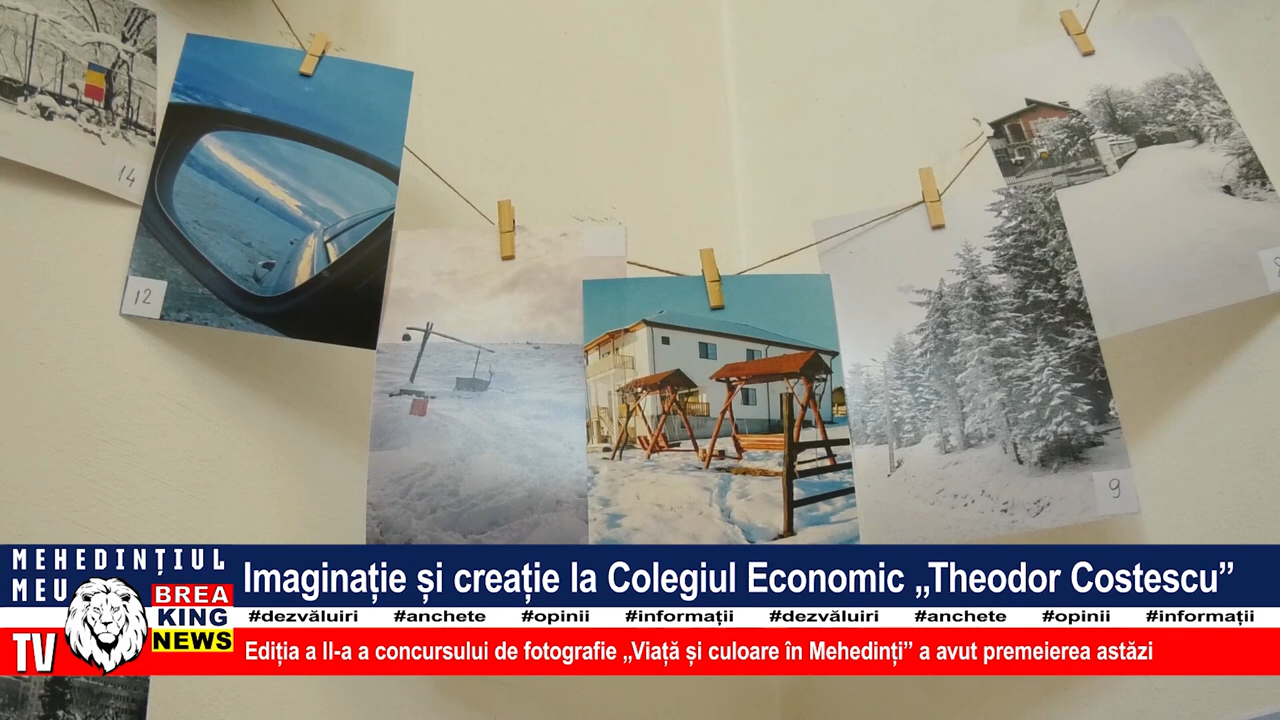 14
12
9
MEHEDINȚIUL
MEU
TV
BREA
KING
NEWS
Imaginație și creație la Colegiul Economic „Theodor Costescu”
#dezvăluiri #anchete #opinii #informații #dezvăluiri #anchete #opinii #informații
Ediția a II-a a concursului de fotografie „Viață și culoare în Mehedinți” a avut premeierea astăzi